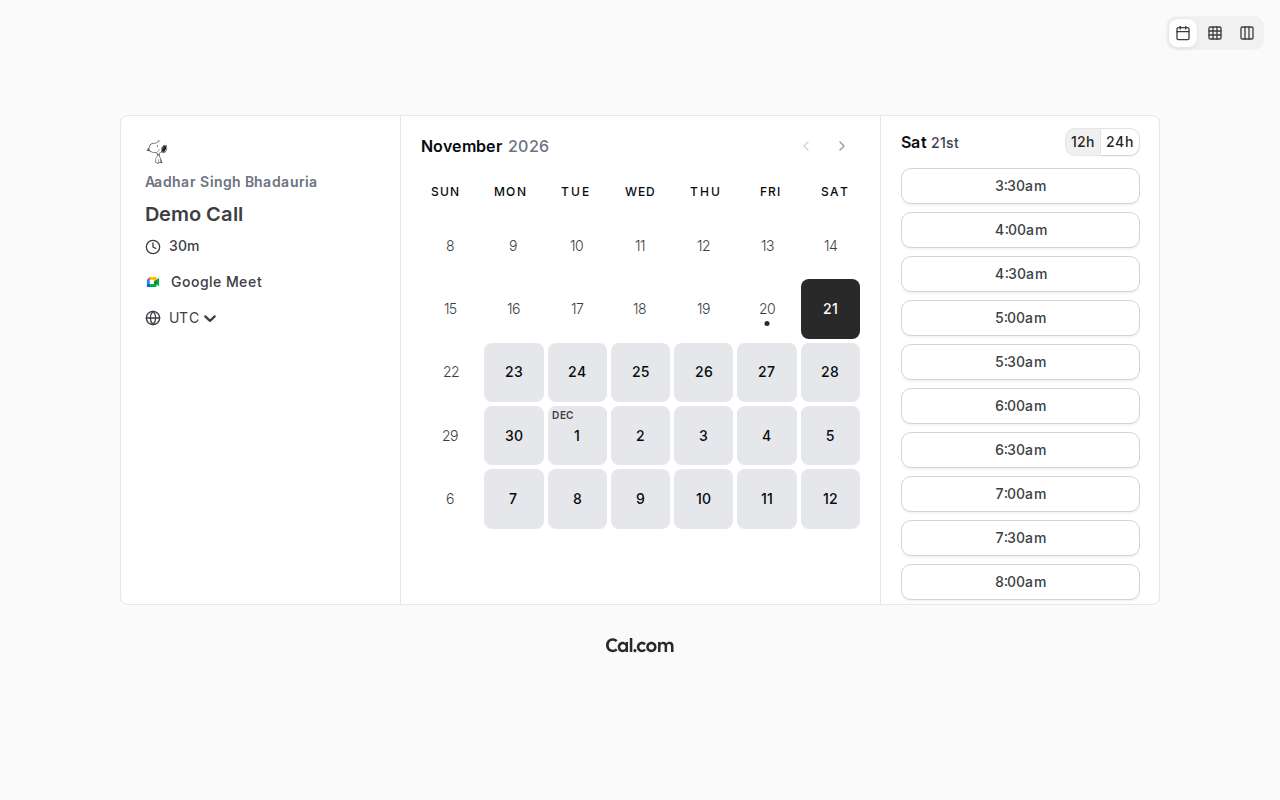 Aadhar Singh Bhadauria
Demo Call
30m
Google Meet
UTC
November 2026
SUN MON TUE WED THU FRI SAT
8 9 10 11 12 13 14
15 16 17 18 19 20 21
22 23 24 25 26 27 28
DEC
29 30 1 2 3 4 5
6 7 8 9 10 11 12
Sat 21st 12h 24h
3:30am
4:00am
4:30am
5:00am
5:30am
6:00am
6:30am
7:00am
7:30am
8:00am
Cal.com